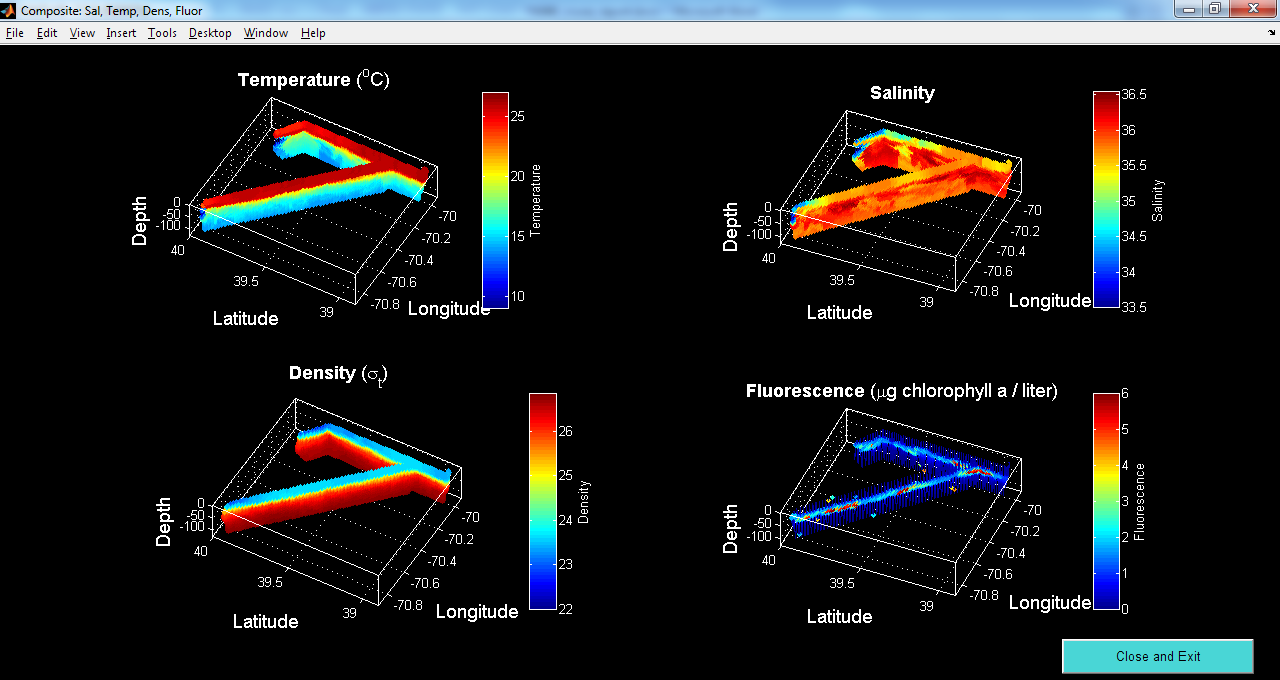 Composite: Sal, Temp, Dens, Fluor
File Edit View Insert Tools Desktop Window Help
Temperature (⁰C)
0
-50
-100
Depth
40
39.5
39
Latitude
-70
-70.2
-70.4
-70.6
-70.8
Longitude
25
20
15
10
Temperature
Salinity
0
-50
-100
Depth
40
39.5
39
Latitude
-70
-70.2
-70.4
-70.6
-70.8
Longitude
36.5
36
35.5
35
34.5
34
33.5
Salinity
Density (σt)
0
-50
-100
Depth
40
39.5
39
Latitude
-70
-70.2
-70.4
-70.6
-70.8
Longitude
26
25
24
23
22
Density
Fluorescence (μg chlorophyll a / liter)
0
-50
-100
Depth
40
39.5
39
Latitude
-70
-70.2
-70.4
-70.6
-70.8
Longitude
6
5
4
3
2
1
0
Fluorescence
Close and Exit